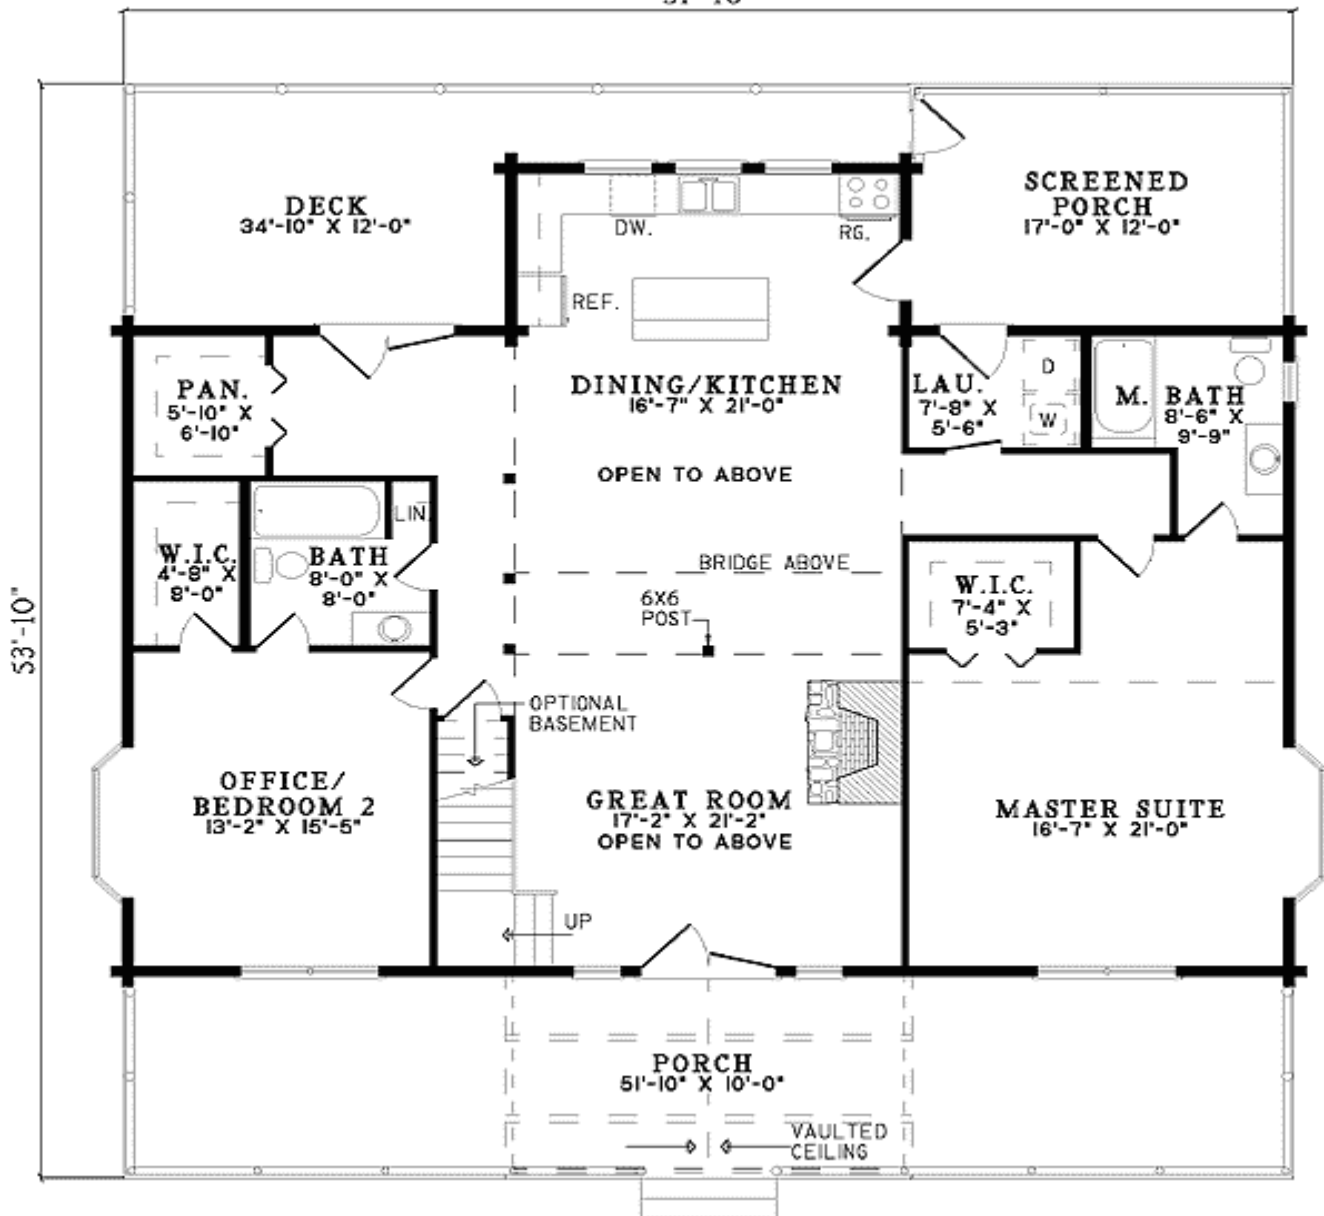 DECK
34'-10" X 12'-0"
SCREENED
PORCH
17'-0" X 12'-0"
DW.
RG.
REF.
PAN.
5'-10" X
6'-10"
DINING/KITCHEN
16'-7" X 21'-0"
OPEN TO ABOVE
LAU.
7'-8" X
5'-6"
D
W
M. BATH
8'-6" X
9'-9"
LIN.
W.I.C.
4'-8" X
8'-0"
BATH
8'-0" X
8'-0"
BRIDGE ABOVE
6X6
POST
W.I.C.
7'-4" X
5'-3"
53'-10"
OPTIONAL
BASEMENT
OFFICE/
BEDROOM 2
13'-2" X 15'-5"
GREAT ROOM
17'-2" X 21'-2"
OPEN TO ABOVE
MASTER SUITE
16'-7" X 21'-0"
UP
PORCH
51'-10" X 10'-0"
VAULTED
CEILING